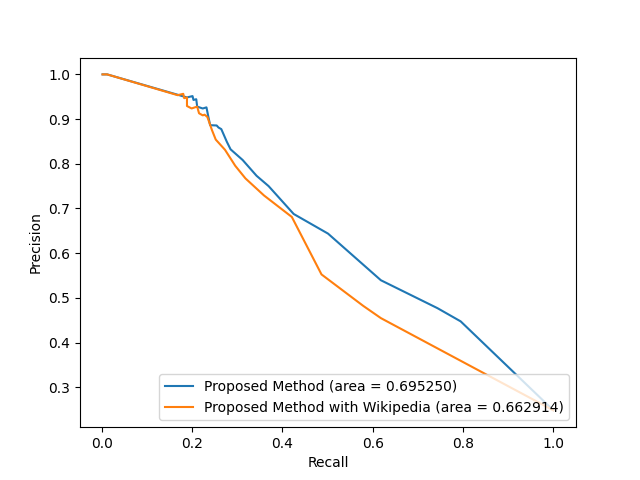 1.0
0.9
0.8
0.7
0.6
0.5
0.4
0.3
Precision
Proposed Method (area = 0.695250)
Proposed Method with Wikipedia (area = 0.662914)
0.0 0.2 0.4 0.6 0.8 1.0
Recall